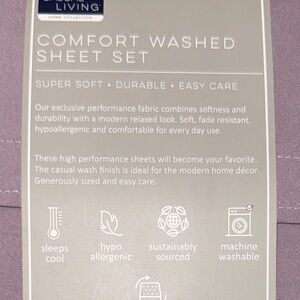 LIVING
HOME COLLECTION
COMFORT WASHED
SHEET SET
SUPER SOFT • DURABLE • EASY CARE
Our exclusive performance fabric combines softness and
durability with a modern relaxed look. Soft, fade resistant,
hypoallergenic and comfortable for every day use.
These high performance sheets will become your favorite.
The casual wash finish is ideal for the modern home décor.
Generously sized and easy care.
sleeps
cool
hypo
allergenic
sustainably
sourced
machine
washable